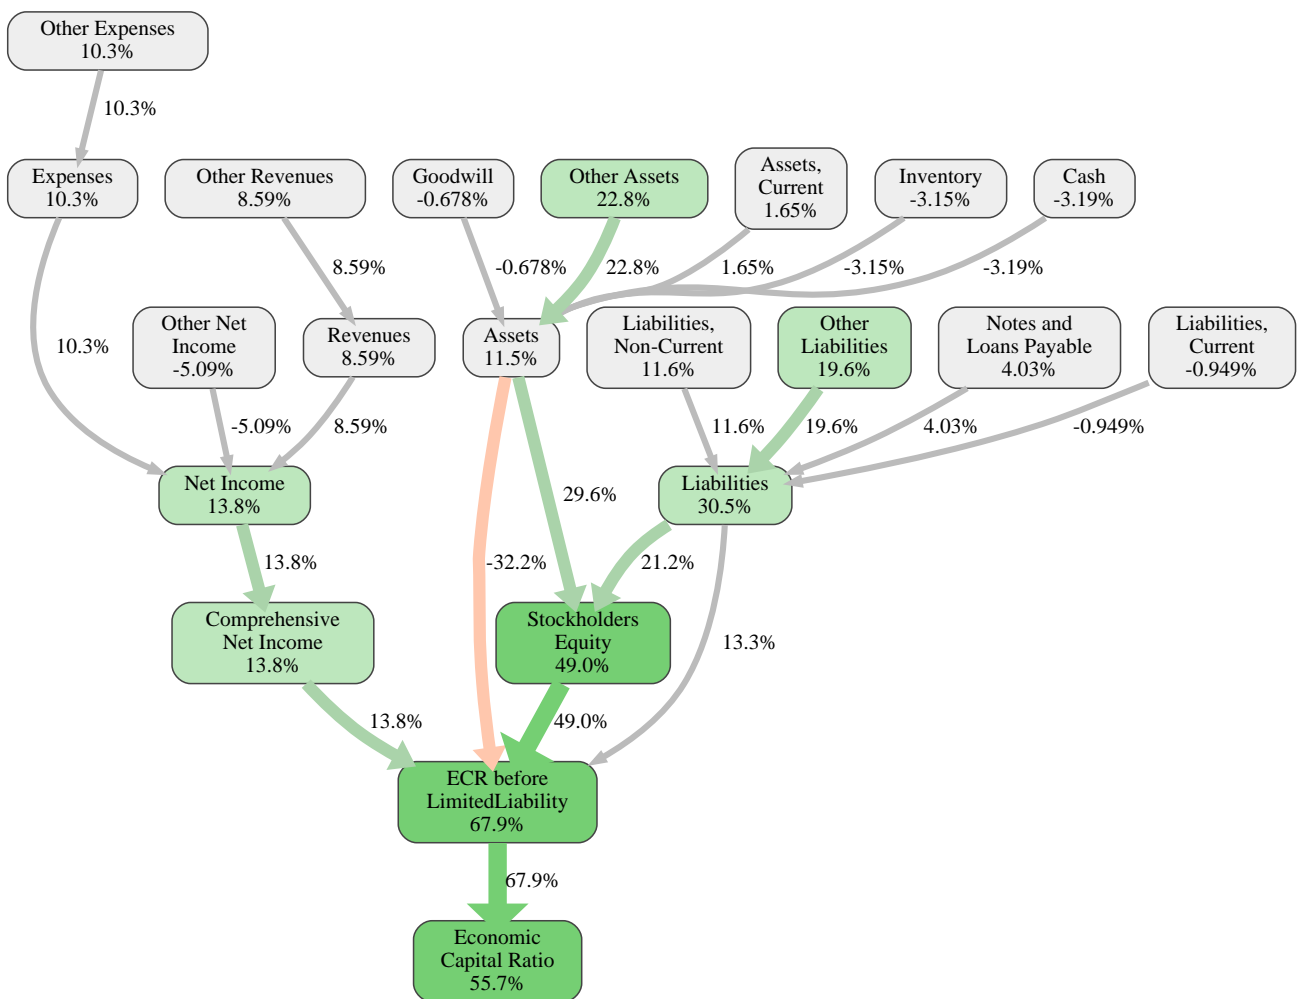 Other Expenses
10.3%
10.3%
Expenses
10.3%
Other Revenues
8.59%
Goodwill
-0.678%
Other Assets
22.8%
Assets,
Current
1.65%
Inventory
-3.15%
Cash
-3.19%
8.59%
-0.678%
22.8%
1.65%
-3.15%
-3.19%
10.3%
Other Net
Income
-5.09%
Revenues
8.59%
Assets
11.5%
Liabilities,
Non-Current
11.6%
Other
Liabilities
19.6%
Notes and
Loans Payable
4.03%
Liabilities,
Current
-0.949%
-5.09%
8.59%
11.6%
19.6%
4.03%
-0.949%
Net Income
13.8%
29.6%
Liabilities
30.5%
13.8%
-32.2%
21.2%
Comprehensive
Net Income
13.8%
Stockholders
Equity
49.0%
13.3%
13.8%
49.0%
ECR before
LimitedLiability
67.9%
67.9%
Economic
Capital Ratio
55.7%